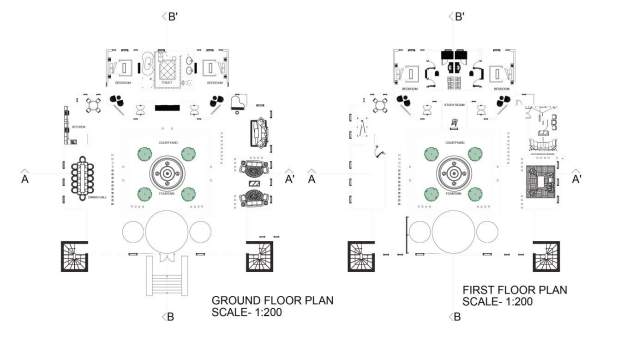 B'
BEDROOM
TOILET
BEDROOM
KITCHEN
COURTYARD
A
A'
FOUNTAIN
DINING HALL
B
GROUND FLOOR PLAN
SCALE- 1:200
B'
BEDROOM
BEDROOM
STUDY ROOM
COURTYARD
A
A'
FOUNTAIN
B
FIRST FLOOR PLAN
SCALE- 1:200